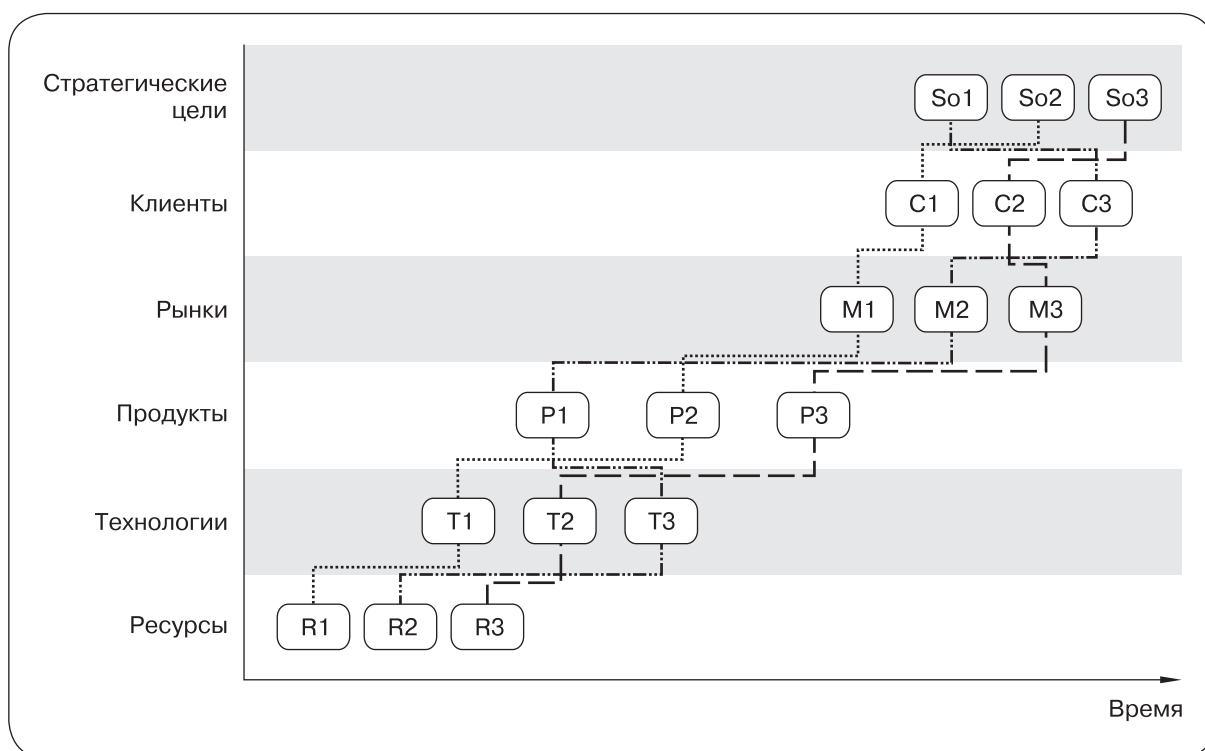 Стратегические
цели
So1 So2 So3
Клиенты
C1 C2 C3
Рынки
M1 M2 M3
Продукты
P1 P2 P3
Технологии
T1 T2 T3
Ресурсы
R1 R2 R3
Время